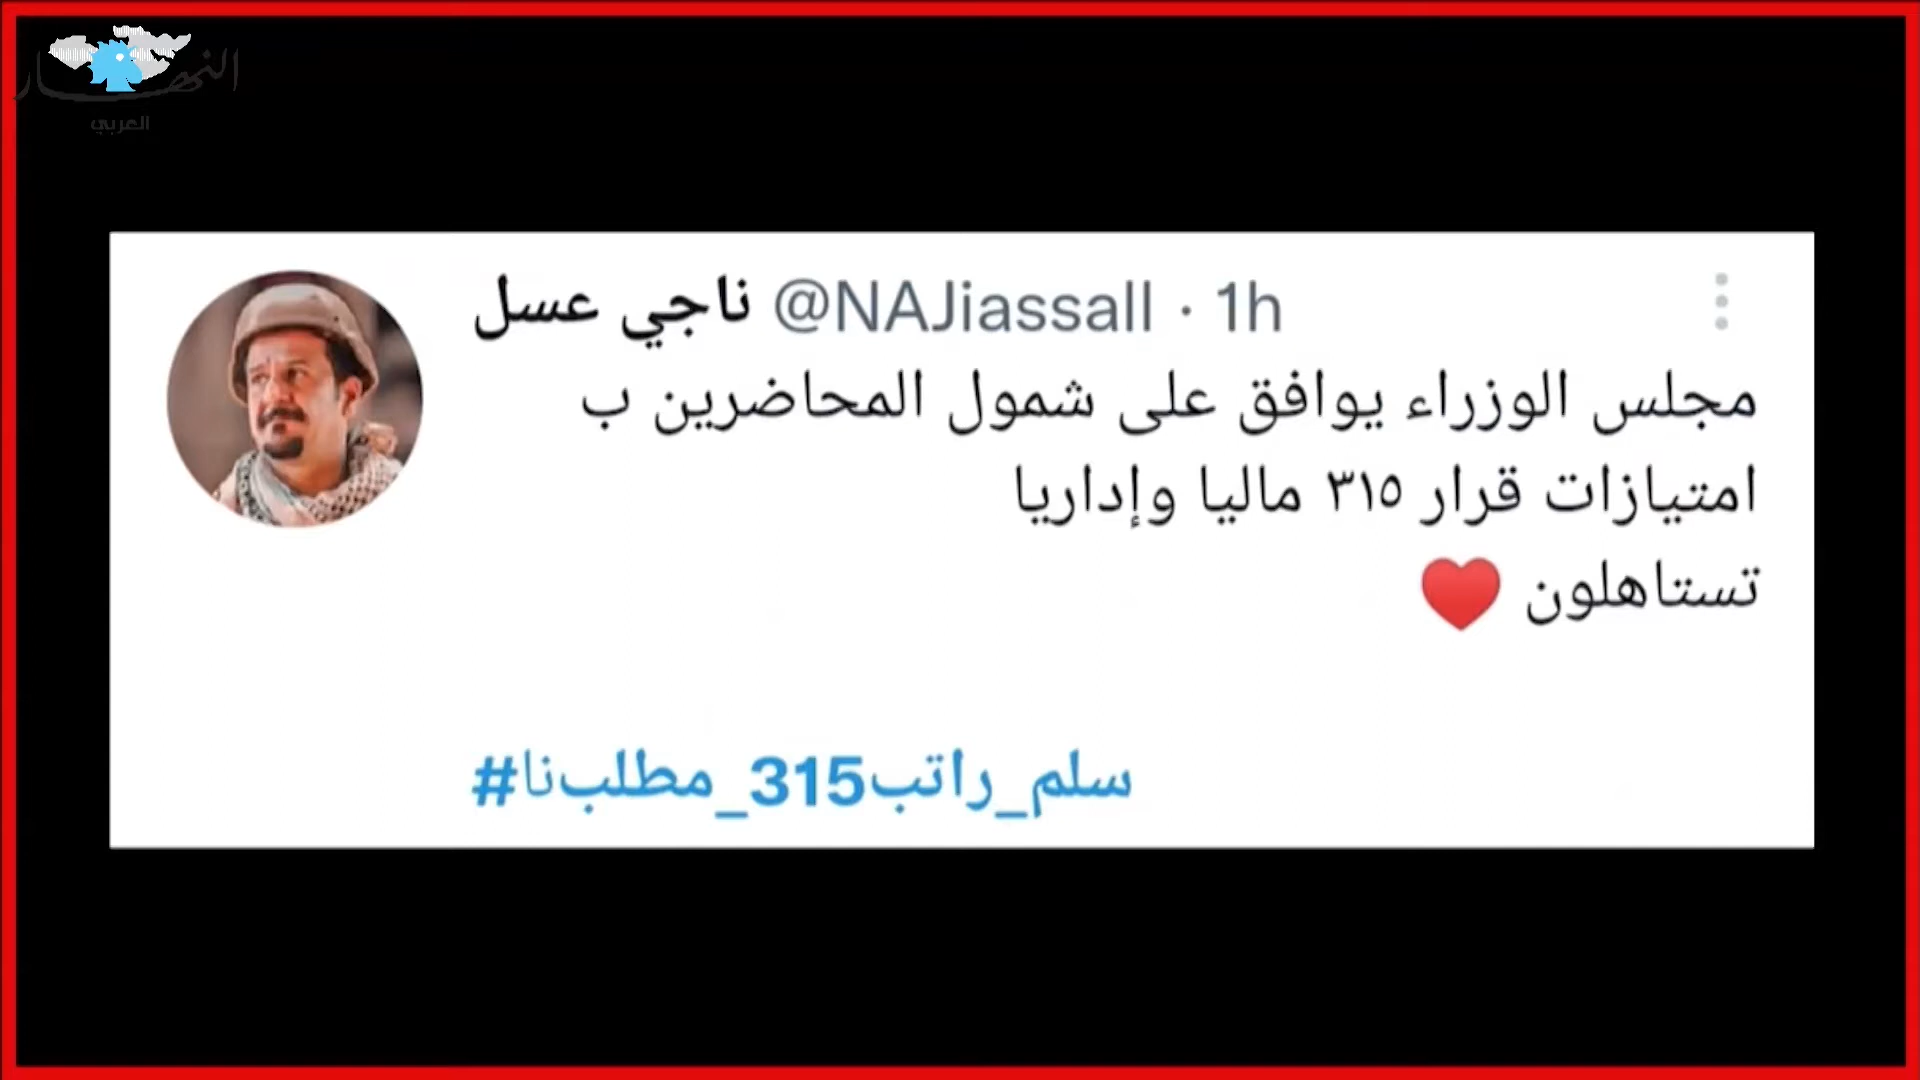 النهار
العربي
ناجي عسل @NAJiassall · 1h
مجلس الوزراء يوافق على شمول المحاضرين ب
امتيازات قرار ٣١٥ ماليا وإداريا
تستاهلون ❤️
سلم_راتب315_مطلبنا#